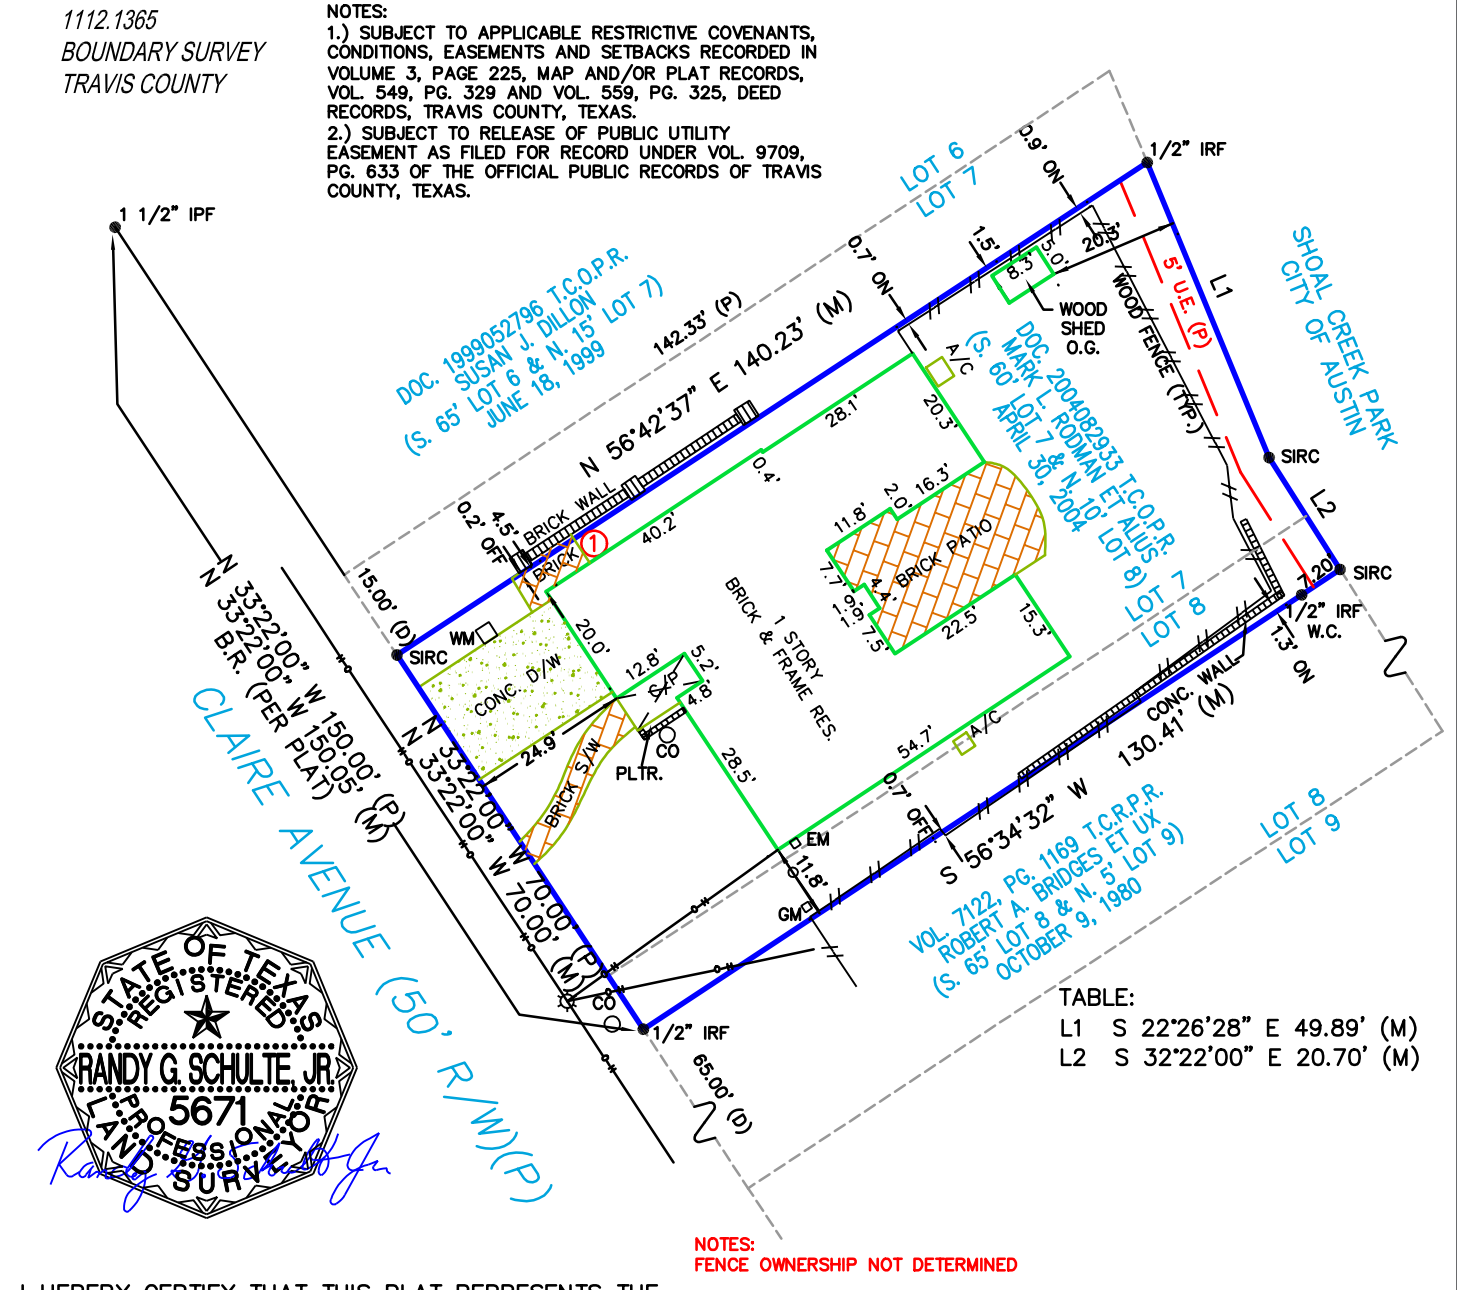 1112.1365
BOUNDARY SURVEY
TRAVIS COUNTY
NOTES:
1.) SUBJECT TO APPLICABLE RESTRICTIVE COVENANTS,
CONDITIONS, EASEMENTS AND SETBACKS RECORDED IN
VOLUME 3, PAGE 225, MAP AND/OR PLAT RECORDS,
VOL. 549, PG. 329 AND VOL. 559, PG. 325, DEED
RECORDS, TRAVIS COUNTY, TEXAS.
2.) SUBJECT TO RELEASE OF PUBLIC UTILITY
EASEMENT AS FILED FOR RECORD UNDER VOL. 9709,
PG. 633 OF THE OFFICIAL PUBLIC RECORDS OF TRAVIS
COUNTY, TEXAS.
1 1/2" IPF
LOT 6
LOT 7
0.9' ON
1/2" IRF
DOC. 1999052796 T.C.O.P.R.
SUSAN J. DILLON
(S. 65' LOT 6 & N. 15' LOT 7)
JUNE 18, 1999
142.33' (P)
N 56°42'37" E 140.23' (M)
0.7' ON
1.5'
8.3'
5.0'
20.5'
WOOD
SHED
O.G.
WOOD FENCE (TYP.)
5' U.E. (P)
L1
SHOAL CREEK PARK
CITY OF AUSTIN
SIRC
L2
SIRC
7.20'
1/2" IRF
W.C.
1.3' ON
DOC. 2004082933 T.C.O.P.R.
MARK L. RODMAN ET ALIUS
(S. 60' LOT 7 & N. 10' LOT 8)
APRIL 30, 2004
LOT 7
LOT 8
A/C
20.3'
28.1'
0.4'
40.2'
BRICK WALL
4.5'
0.2' OFF
BRICK
1
15.00' (D)
SIRC
WM
CONC. D/W
20.0'
12.8'
5.2'
S/P
4.8'
PLTR.
CO
24.9'
BRICK S/W
28.5'
1 STORY
BRICK & FRAME RES.
11.8'
2.0'
16.3'
BRICK PATIO
7.7'
4.4'
1.9'
7.5'
22.5'
15.3'
54.7'
A/C
CONC. WALL
130.41' (M)
S 56°34'32" W
0.7' OFF
EM
11.8'
GM
N 33°22'00" W 150.00' (P)
N 33°22'00" W 150.05' (M)
B.R. (PER PLAT)
N 33°22'00" W 70.00' (P)
N 33°22'00" W 70.00' (M)
CLAIRE AVENUE (50' R/W)(P)
CO
1/2" IRF
65.00' (D)
VOL. 7122, PG. 1169 T.C.R.P.R.
ROBERT A. BRIDGES ET UX
(S. 65' LOT 8 & N. 5' LOT 9)
OCTOBER 9, 1980
LOT 8
LOT 9
TABLE:
L1 S 22°26'28" E 49.89' (M)
L2 S 32°22'00" E 20.70' (M)
STATE OF TEXAS
REGISTERED
RANDY G. SCHULTE, JR.
5671
PROFESSIONAL
LAND SURVEYOR
Randy G. Schulte Jr
NOTES:
FENCE OWNERSHIP NOT DETERMINED
I HEREBY CERTIFY THAT THIS PLAT REPRESENTS THE